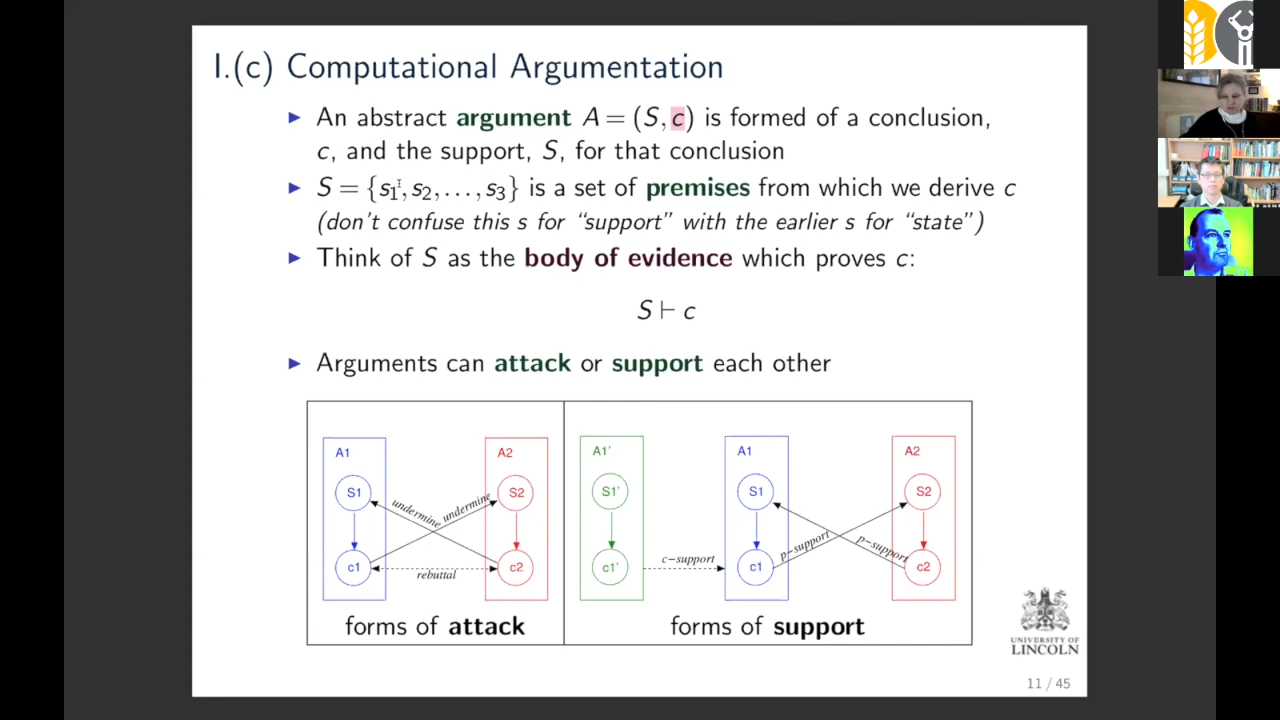 I.(c) Computational Argumentation
▶ An abstract argument A = (S, c) is formed of a conclusion,
c, and the support, S, for that conclusion
▶ S = {s1, s2, . . . , s3} is a set of premises from which we derive c
(don't confuse this s for “support” with the earlier s for “state”)
▶ Think of S as the body of evidence which proves c:
S ⊢ c
▶ Arguments can attack or support each other
A1
A2
S1
S2
undermine
undermine
c1
c2
rebuttal
forms of attack
A1'
A1
A2
S1'
S1
S2
p-support
p-support
c-support
c1'
c1
c2
forms of support
UNIVERSITY OF
LINCOLN
11 / 45